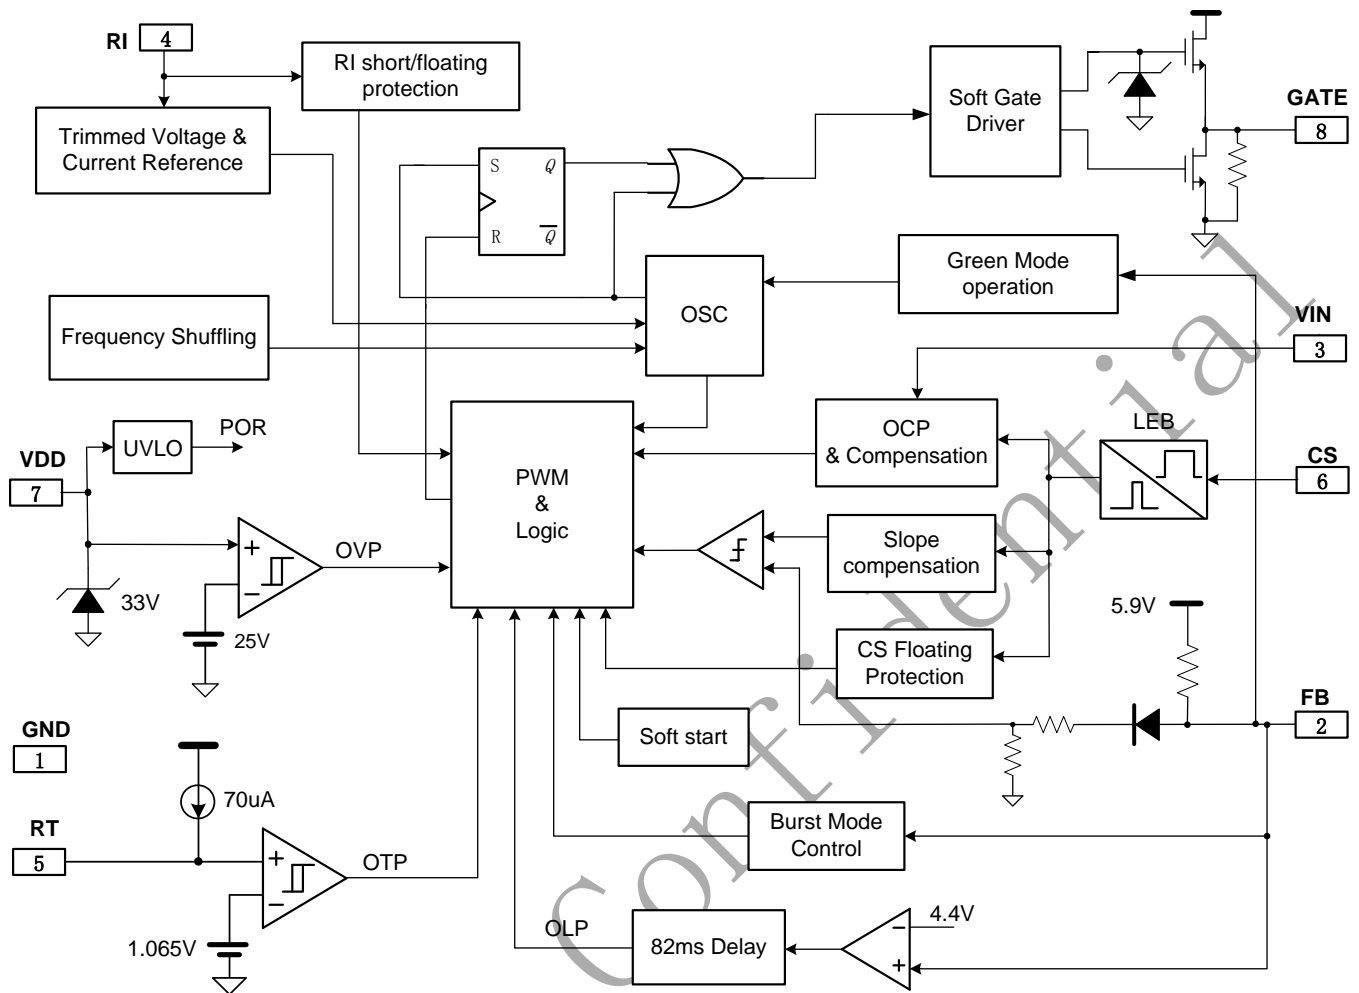 RI
4
RI short/floating
protection
Trimmed Voltage &
Current Reference
S
Q
R
Q
Soft Gate
Driver
GATE
8
Frequency Shuffling
OSC
Green Mode
operation
VIN
3
VDD
7
UVLO
POR
PWM
&
Logic
OCP
& Compensation
LEB
CS
6
+
−
OVP
33V
25V
Slope
compensation
CS Floating
Protection
5.9V
FB
2
GND
1
Soft start
70uA
RT
5
+
−
OTP
1.065V
Burst Mode
Control
OLP
82ms Delay
4.4V
−
+
Confidential